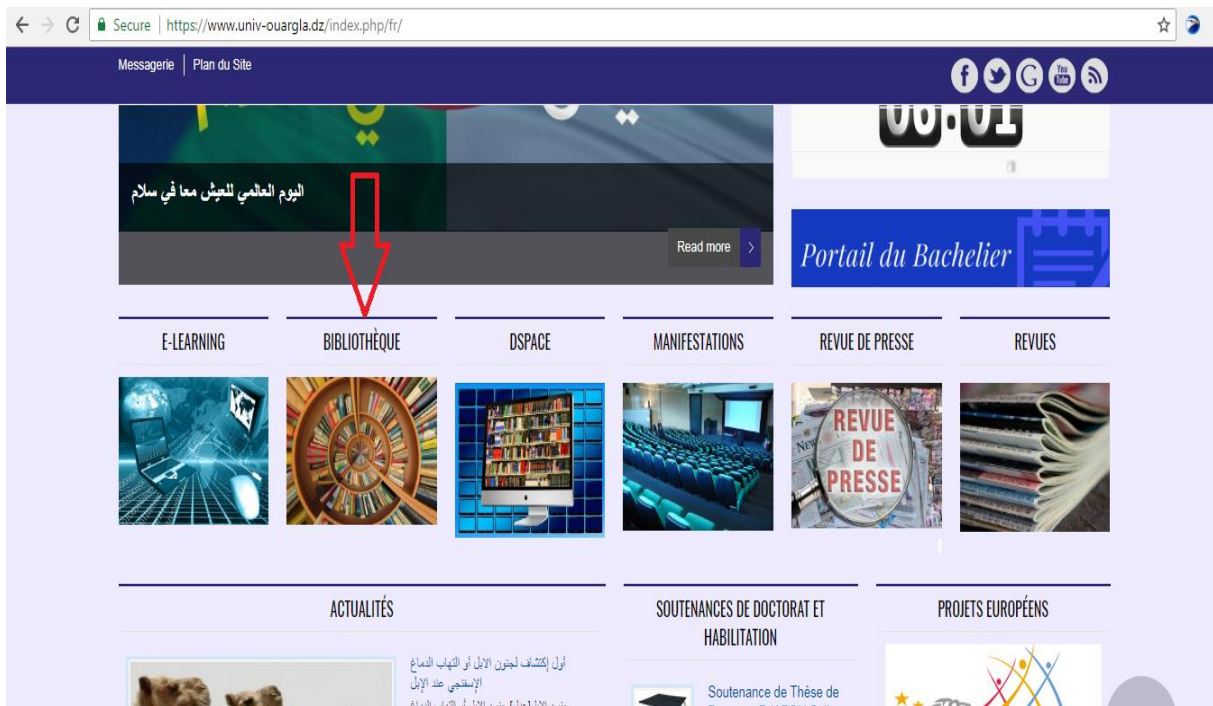 Secure | https://www.univ-ouargla.dz/index.php/fr/
Messagerie | Plan du Site
اليوم العالمي للعيش معا في سلام
Read more
Portail du Bachelier
E-LEARNING
BIBLIOTHÈQUE
DSPACE
MANIFESTATIONS
REVUE DE PRESSE
REVUES
REVUE
DE
PRESSE
ACTUALITÉS
أول إكتشاف لجنون الابل أو التهاب الدماغ
الإسفنجي عند الإبل
SOUTENANCES DE DOCTORAT ET
HABILITATION
Soutenance de Thèse de
PROJETS EUROPÉENS